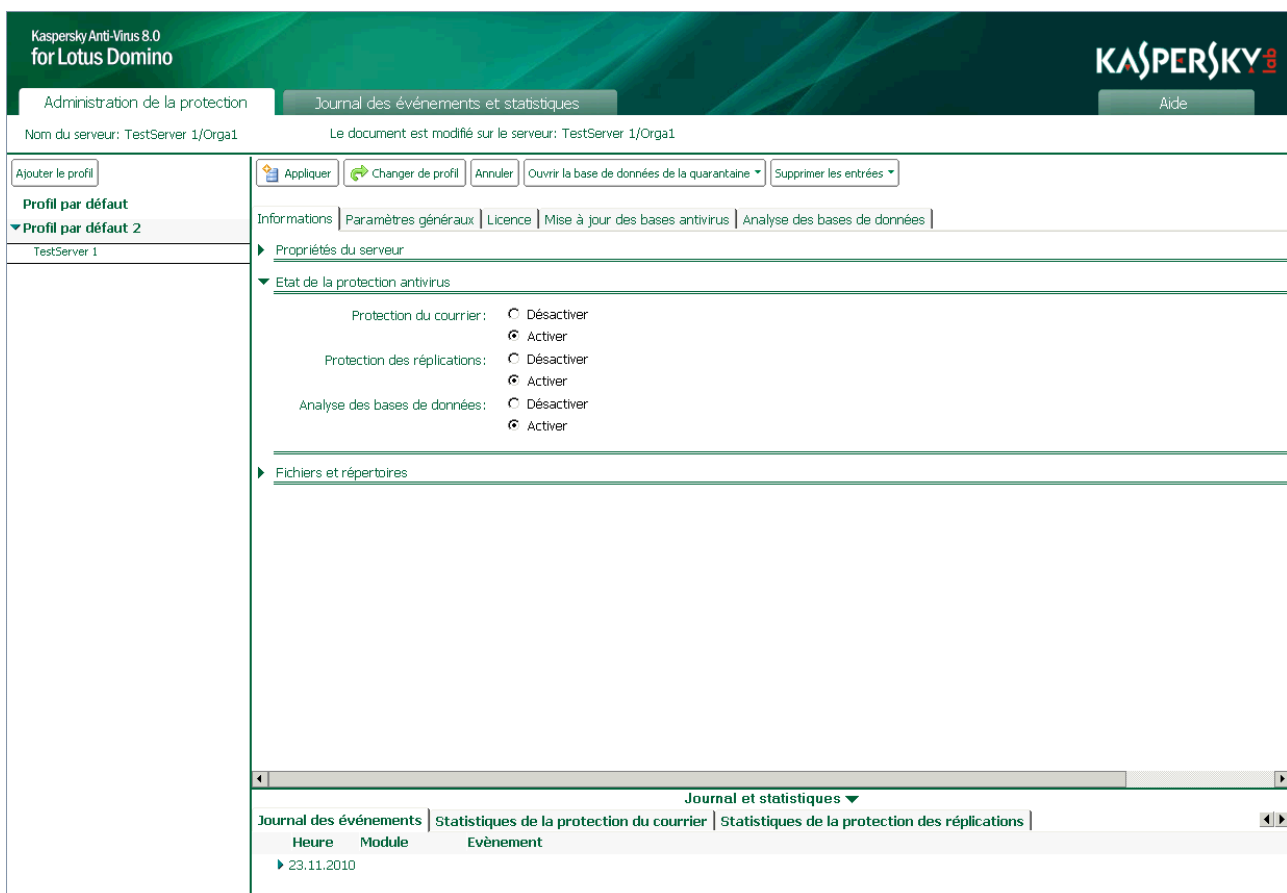 Kaspersky Anti-Virus 8.0
for Lotus Domino
KASPERSKY lab
Administration de la protection
Journal des événements et statistiques
Aide
Nom du serveur: TestServer 1/Orga1
Le document est modifié sur le serveur: TestServer 1/Orga1
Ajouter le profil
Profil par défaut
Profil par défaut 2
TestServer 1
Appliquer
Changer de profil
Annuler
Ouvrir la base de données de la quarantaine
Supprimer les entrées
Informations
Paramètres généraux
Licence
Mise à jour des bases antivirus
Analyse des bases de données
Propriétés du serveur
Etat de la protection antivirus
Protection du courrier:
Désactiver
Activer
Protection des réplications:
Désactiver
Activer
Analyse des bases de données:
Désactiver
Activer
Fichiers et répertoires
Journal et statistiques
Journal des événements
Statistiques de la protection du courrier
Statistiques de la protection des réplications
Heure
Module
Evènement
23.11.2010